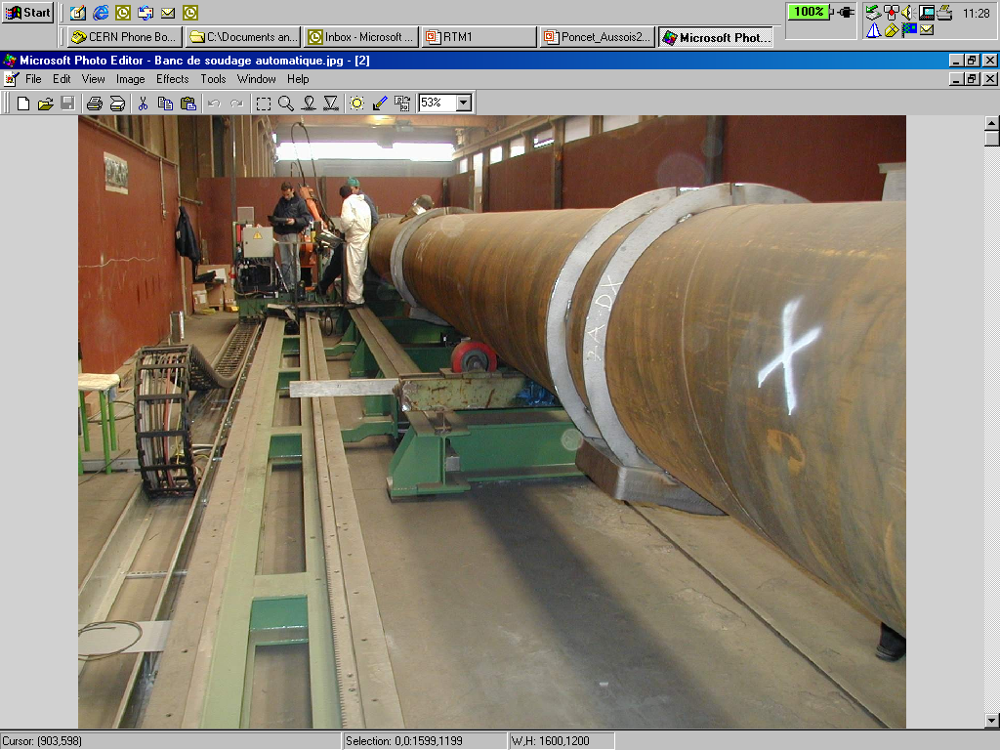 Start
100%
11:28
CERN Phone Bo...
C:\Documents an...
Inbox - Microsoft ...
RTM1
Poncet_Aussois2...
Microsoft Phot...
Microsoft Photo Editor - Banc de soudage automatique.jpg - [2]
File Edit View Image Effects Tools Window Help
53%
X
Cursor: (903,598)
Selection: 0,0:1599,1199
W,H: 1600,1200